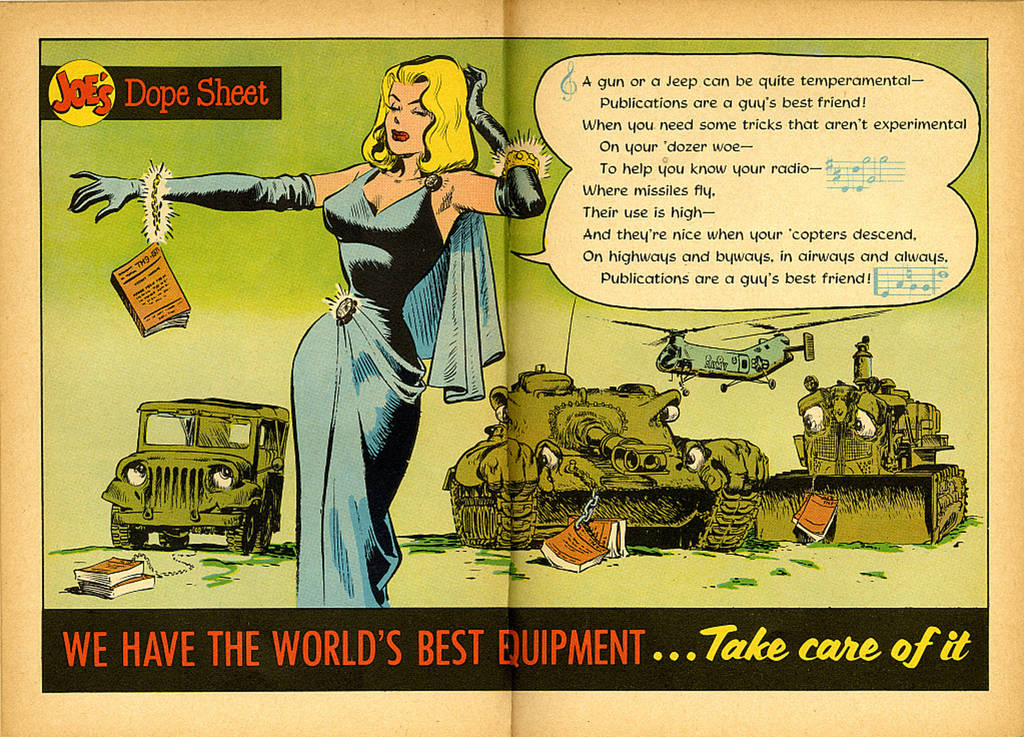 JOE'S Dope Sheet
A gun or a Jeep can be quite temperamental—
Publications are a guy's best friend!
When you need some tricks that aren't experimental
On your 'dozer woe—
To help you know your radio—
Where missiles fly,
Their use is high—
And they're nice when your 'copters descend,
On highways and byways, in airways and always,
Publications are a guy's best friend!
WE HAVE THE WORLD'S BEST EQUIPMENT...Take care of it